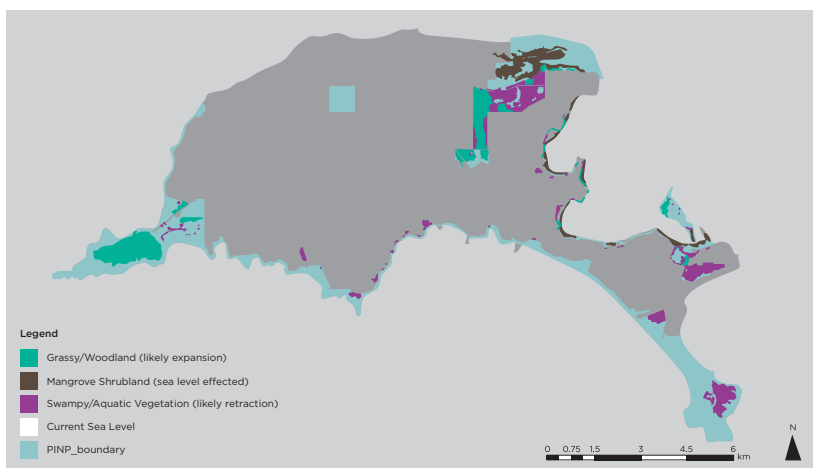 Legend
Grassy/Woodland (likely expansion)
Mangrove Shrubland (sea level effected)
Swampy/Aquatic Vegetation (likely retraction)
Current Sea Level
PINP_boundary
0 0.75 1.5 3 4.5 6
km
N